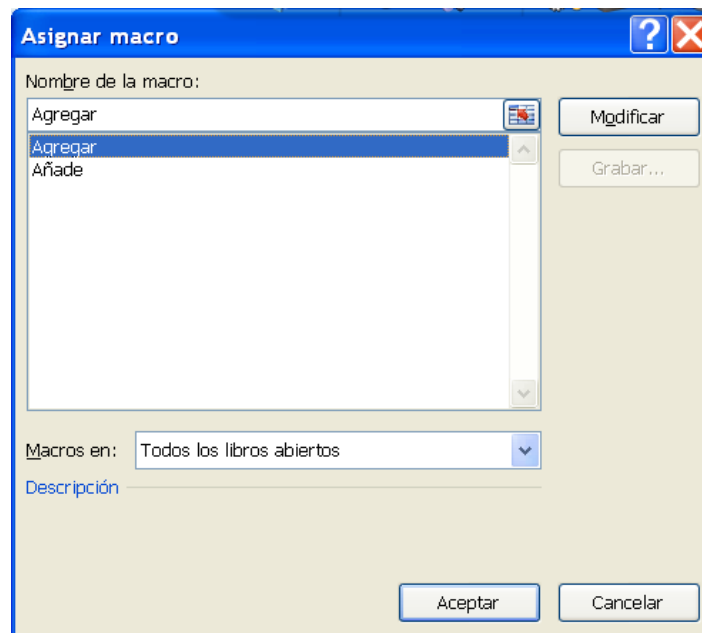 Asignar macro
Nombre de la macro:
Agregar
Modificar
Agregar
Añade
Grabar...
Macros en: Todos los libros abiertos
Descripción
Aceptar Cancelar